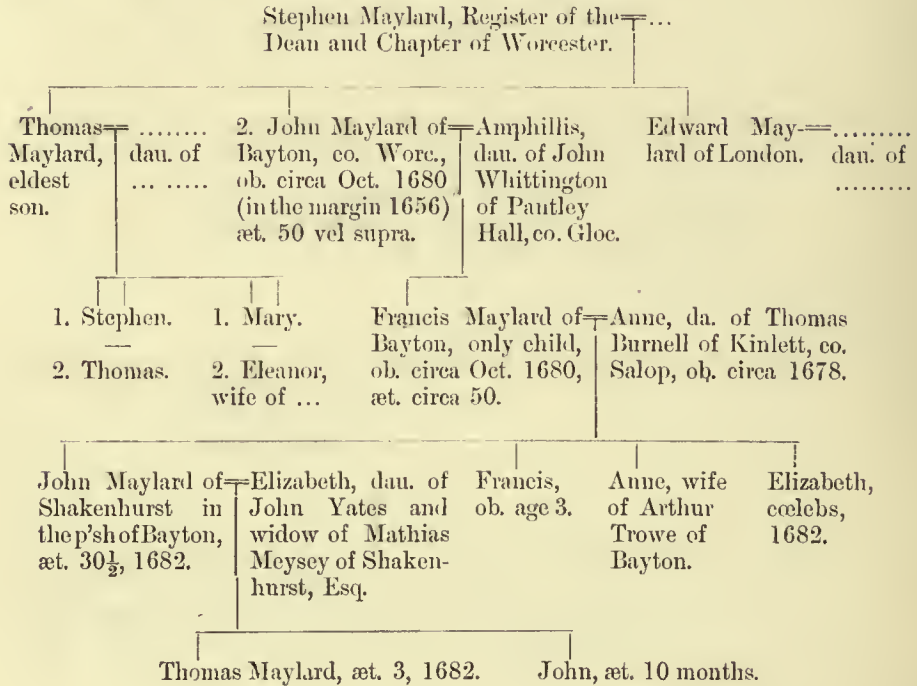 Stephen Maylard, Register of the=...
Dean and Chapter of Worcester.
Thomas= ........
Maylard, dau. of
eldest ... .....
son.
2. John Maylard of=Amphillis,
Bayton, co. Worc., dau. of John
ob. circa Oct. 1680 Whittington
(in the margin 1656) of Pautley
æt. 50 vel supra. Hall, co. Gloc.
Edward May-=.........
lard of London. dau. of
.........
1. Stephen. 1. Mary.
— —
2. Thomas. 2. Eleanor,
wife of ...
Francis Maylard of=Anne, da. of Thomas
Bayton, only child, Burnell of Kinlett, co.
ob. circa Oct. 1680, Salop, ob. circa 1678.
æt. circa 50.
John Maylard of=Elizabeth, dau. of
Shakenhurst in John Yates and
the p'sh of Bayton, widow of Mathias
æt. 30½, 1682. Meysey of Shaken-
hurst, Esq.
Francis,
ob. age 3.
Anne, wife
of Arthur
Trowe of
Bayton.
Elizabeth,
cœlebs,
1682.
Thomas Maylard, æt. 3, 1682. John, æt. 10 months.